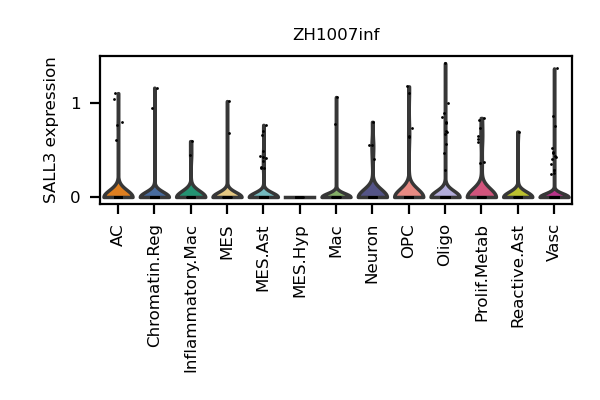 ZH1007inf
SALL3 expression
1
0
AC
Chromatin.Reg
Inflammatory.Mac
MES
MES.Ast
MES.Hyp
Mac
Neuron
OPC
Oligo
Prolif.Metab
Reactive.Ast
Vasc